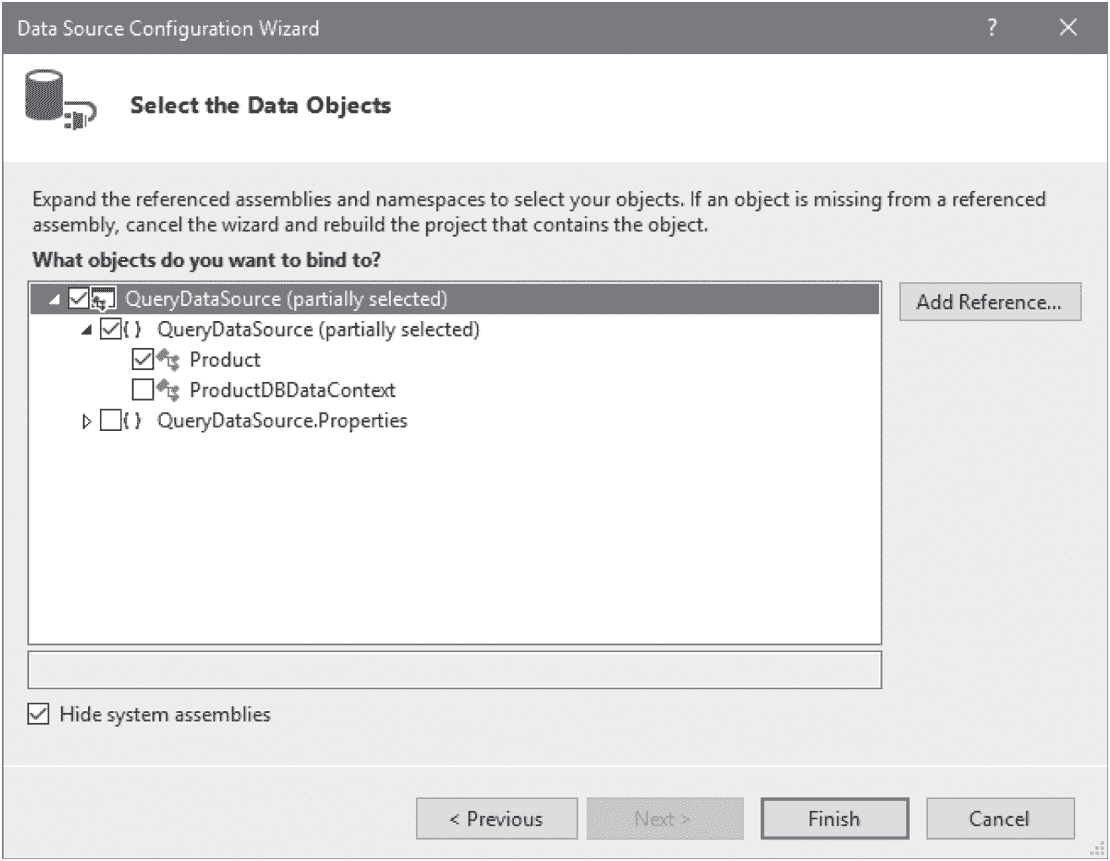 Data Source Configuration Wizard
?
Select the Data Objects
Expand the referenced assemblies and namespaces to select your objects. If an object is missing from a referenced
assembly, cancel the wizard and rebuild the project that contains the object.
What objects do you want to bind to?
QueryDataSource (partially selected)
Add Reference...
{ } QueryDataSource (partially selected)
Product
ProductDBDataContext
{ } QueryDataSource.Properties
Hide system assemblies
< Previous
Next >
Finish
Cancel